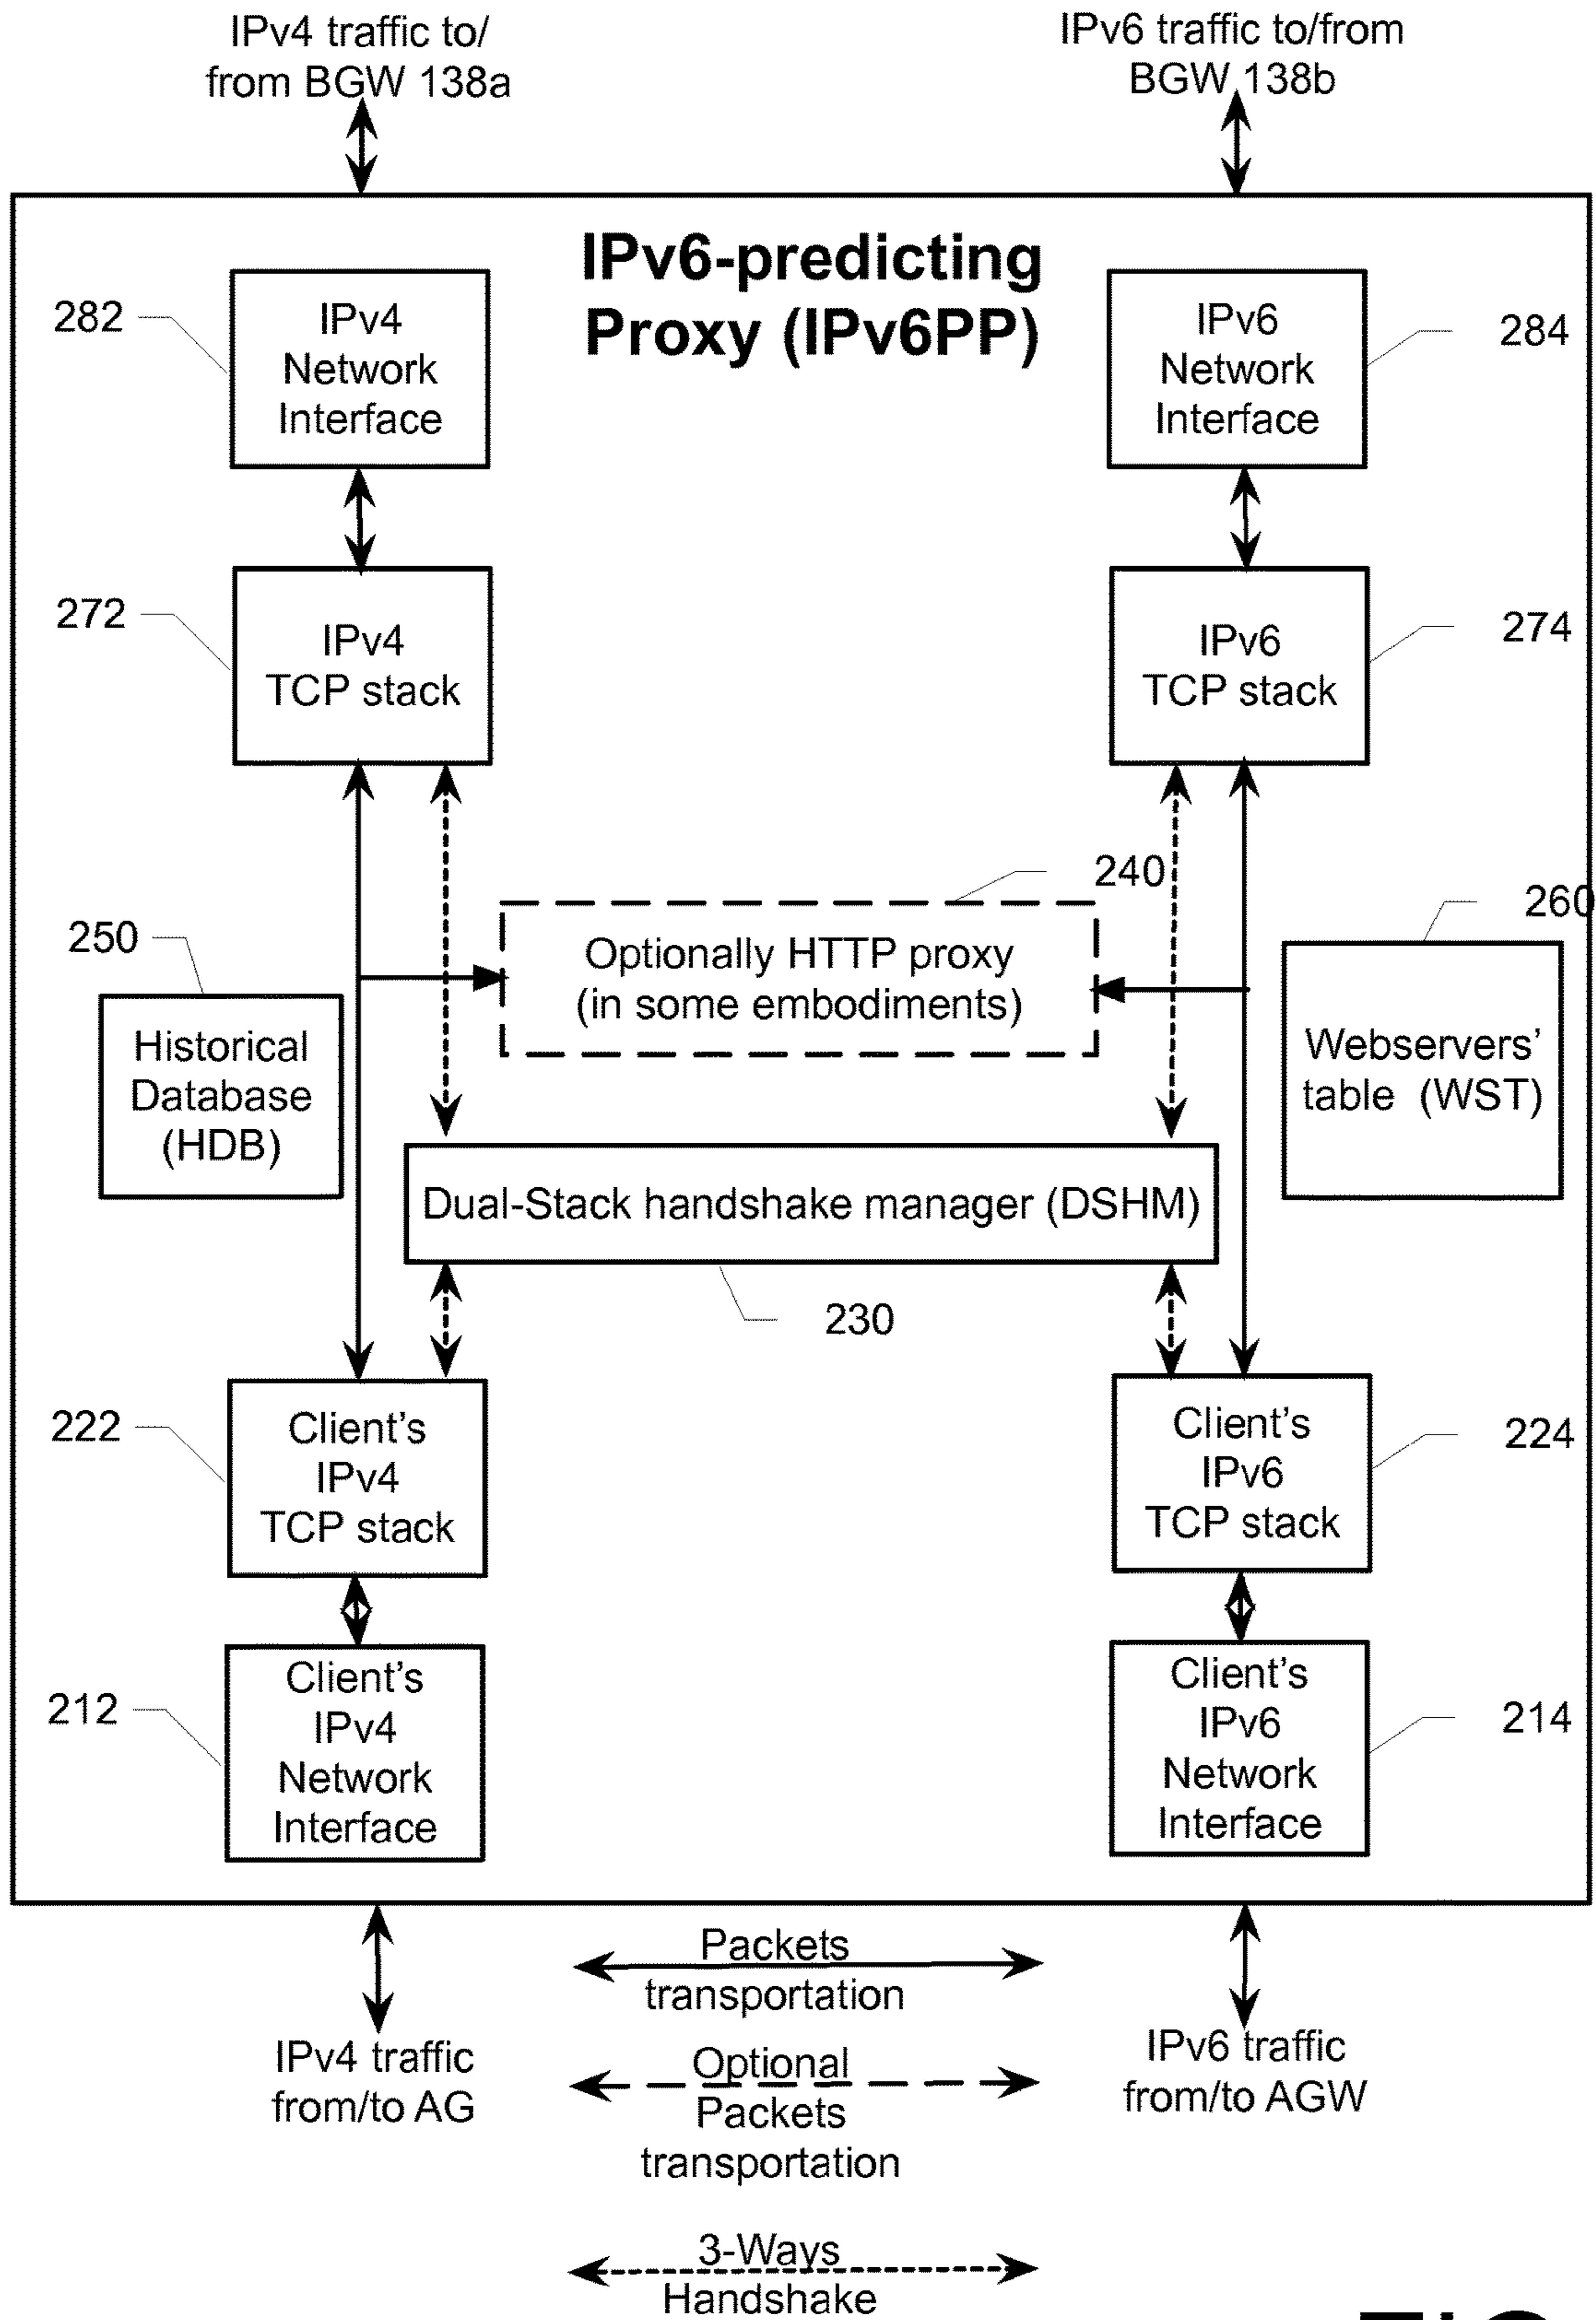 IPv4 traffic to/
from BGW 138a
IPv6 traffic to/from
BGW 138b
IPv6-predicting
Proxy (IPv6PP)
282
IPv4
Network
Interface
IPv6
Network
Interface
284
272
IPv4
TCP stack
IPv6
TCP stack
274
240
250
Optionally HTTP proxy
(in some embodiments)
260
Historical
Database
(HDB)
Webservers’
table (WST)
Dual-Stack handshake manager (DSHM)
230
222
Client’s
IPv4
TCP stack
Client’s
IPv6
TCP stack
224
212
Client’s
IPv4
Network
Interface
Client’s
IPv6
Network
Interface
214
Packets
transportation
IPv4 traffic
from/to AG
IPv6 traffic
from/to AGW
Optional
Packets
transportation
3-Ways
Handshake